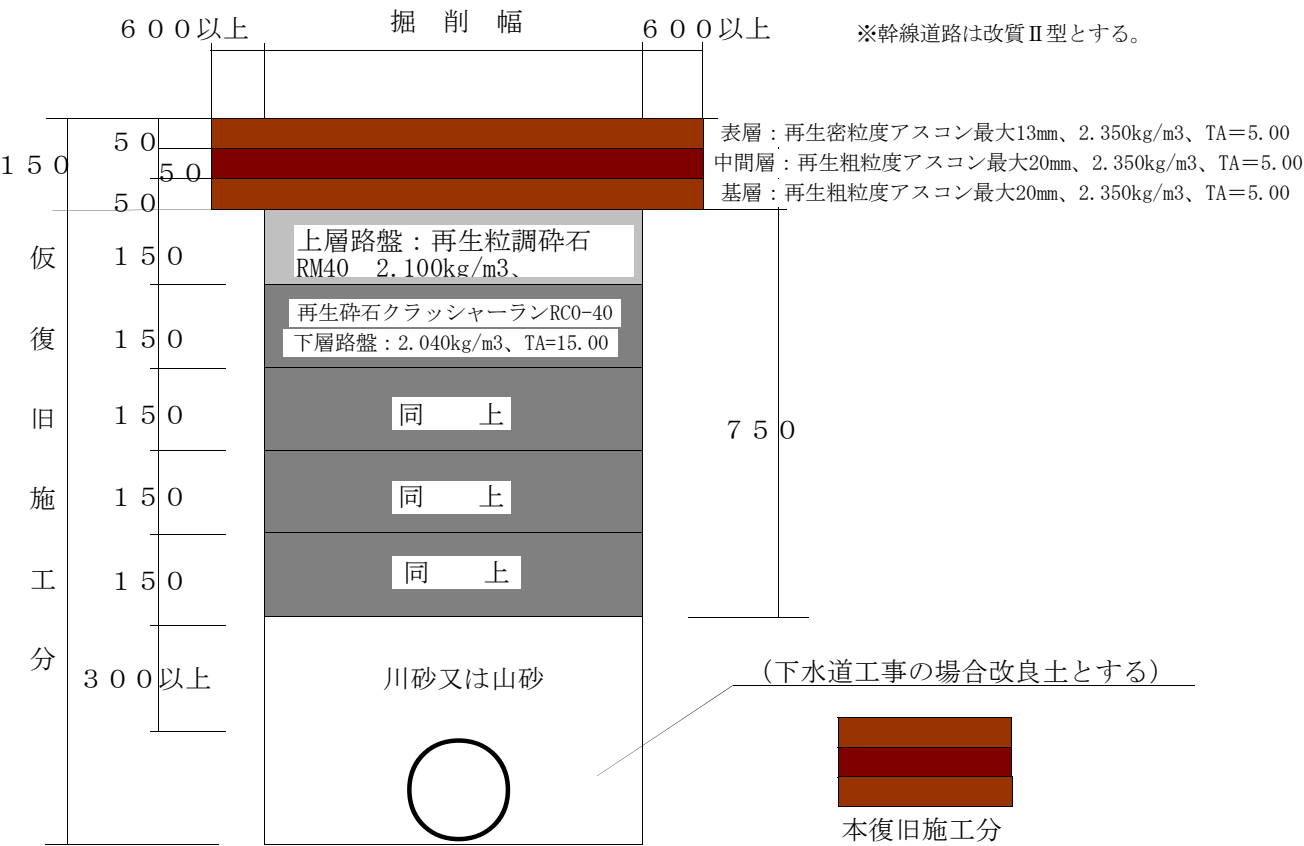 ６００以上
掘　削　幅
６００以上
※幹線道路は改質Ⅱ型とする。
１５０
５０
５０
５０
表層：再生密粒度アスコン最大13mm、2.350kg/m3、TA＝5.00
中間層：再生粗粒度アスコン最大20mm、2.350kg/m3、TA＝5.00
基層：再生粗粒度アスコン最大20mm、2.350kg/m3、TA＝5.00
仮復旧施工分
１５０
上層路盤：再生粒調砕石
RM40　2.100kg/m3、
１５０
再生砕石クラッシャーランRC0-40
下層路盤：2.040kg/m3、TA=15.00
１５０
同　　上
７５０
１５０
同　　上
１５０
同　　上
３００以上
川砂又は山砂
（下水道工事の場合改良土とする）
本復旧施工分